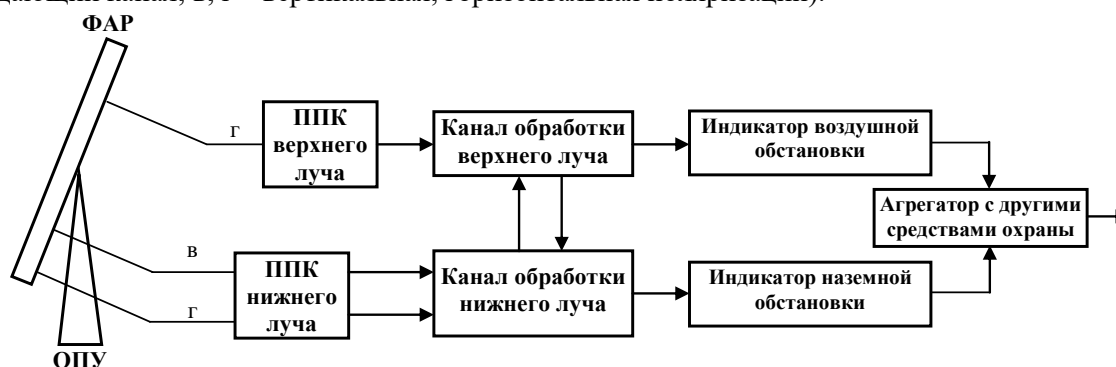 канал, в, г – вертикальная, горизонтальная поляризация).
ФАР
г
ППК
верхнего
луча
Канал обработки
верхнего луча
Индикатор воздушной
обстановки
Агрегатор с другими
средствами охраны
в
г
ППК
нижнего
луча
Канал обработки
нижнего луча
Индикатор наземной
обстановки
ОПУ